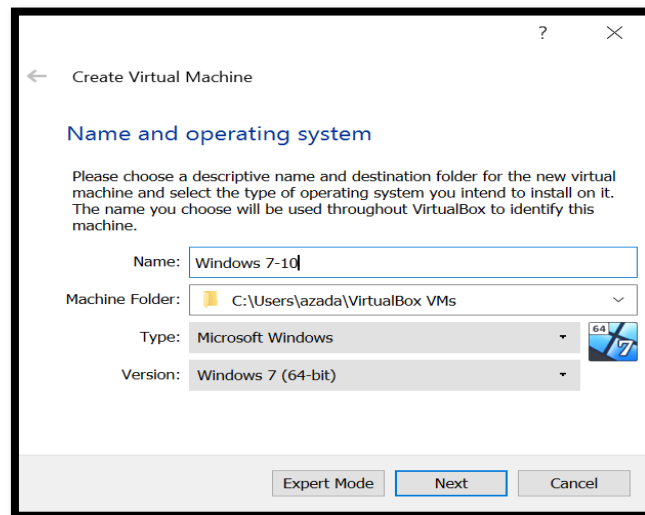 ?
Create Virtual Machine
Name and operating system
Please choose a descriptive name and destination folder for the new virtual
machine and select the type of operating system you intend to install on it.
The name you choose will be used throughout VirtualBox to identify this
machine.
Name: Windows 7-10
Machine Folder: C:\Users\azada\VirtualBox VMs
Type: Microsoft Windows
64
7
Version: Windows 7 (64-bit)
Expert Mode Next Cancel